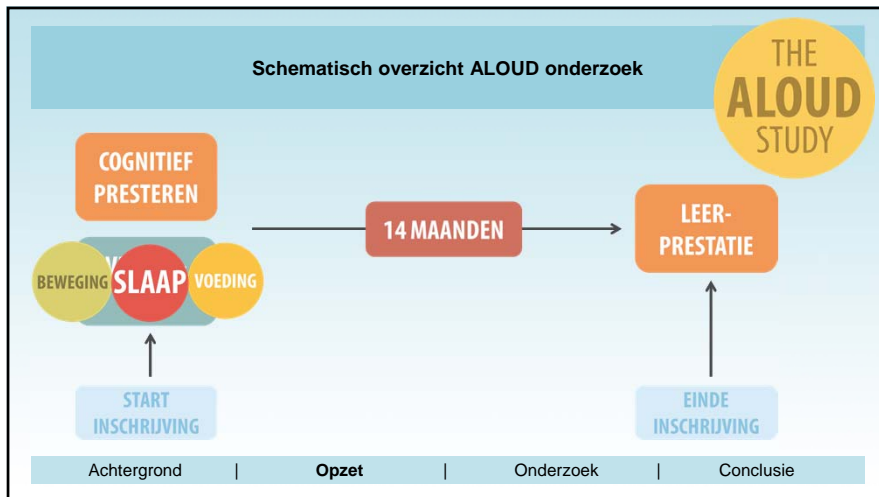 Schematisch overzicht ALOUD onderzoek
THE
ALOUD
STUDY
COGNITIEF
PRESTEREN
BEWEGING
SLAAP
VOEDING
14 MAANDEN
LEER-
PRESTATIE
START
INSCHRIJVING
EINDE
INSCHRIJVING
Achtergrond | Opzet | Onderzoek | Conclusie